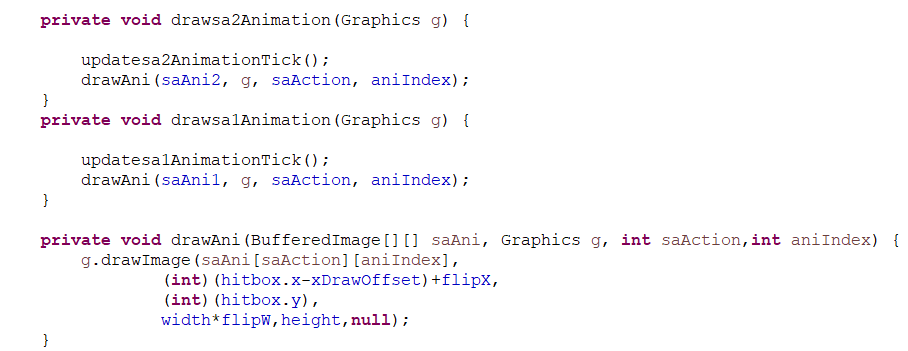 private void drawsa2Animation(Graphics g) {
updatesa2AnimationTick();
drawAni(saAni2, g, saAction, aniIndex);
}
private void drawsa1Animation(Graphics g) {
updatesa1AnimationTick();
drawAni(saAni1, g, saAction, aniIndex);
}
private void drawAni(BufferedImage[][] saAni, Graphics g, int saAction,int aniIndex) {
g.drawImage(saAni[saAction][aniIndex],
(int)(hitbox.x-xDrawOffset)+flipX,
(int)(hitbox.y),
width*flipW,height,null);
}